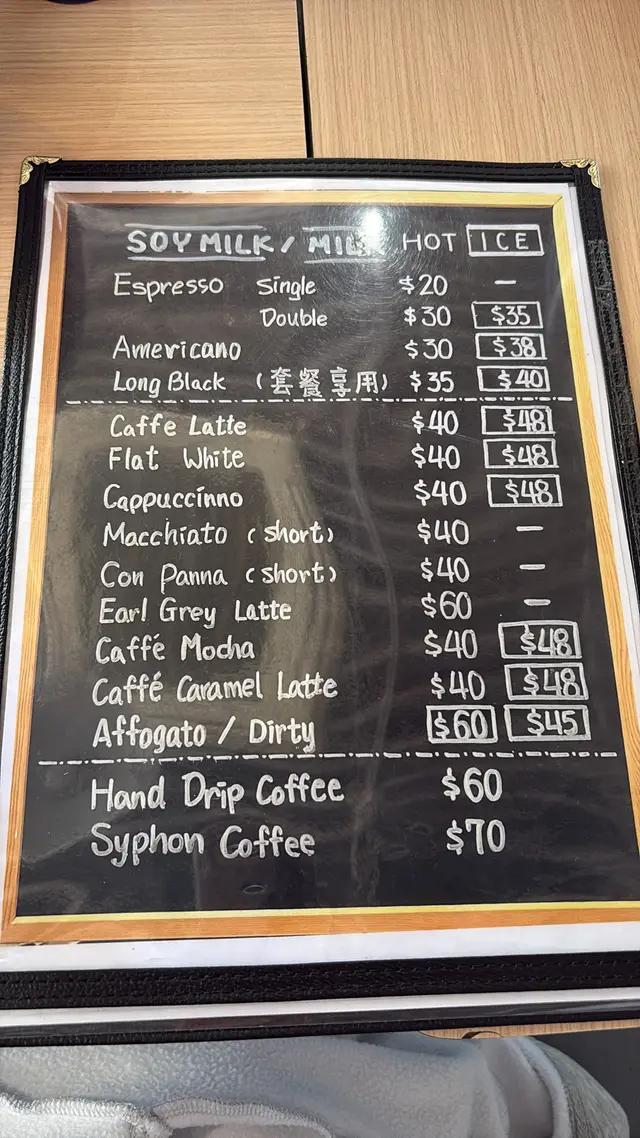 SOY MILK / MILK HOT ICE
Espresso Single $20 —
Double $30 $35
Americano $30 $38
Long Black (套餐享用) $35 $40
Caffe Latte $40 $48
Flat White $40 $48
Cappuccinno $40 $48
Macchiato (short) $40 —
Con Panna (short) $40 —
Earl Grey Latte $60 —
Caffé Mocha $40 $48
Caffé Caramel Latte $40 $48
Affogato / Dirty $60 $45
Hand Drip Coffee $60
Syphon Coffee $70